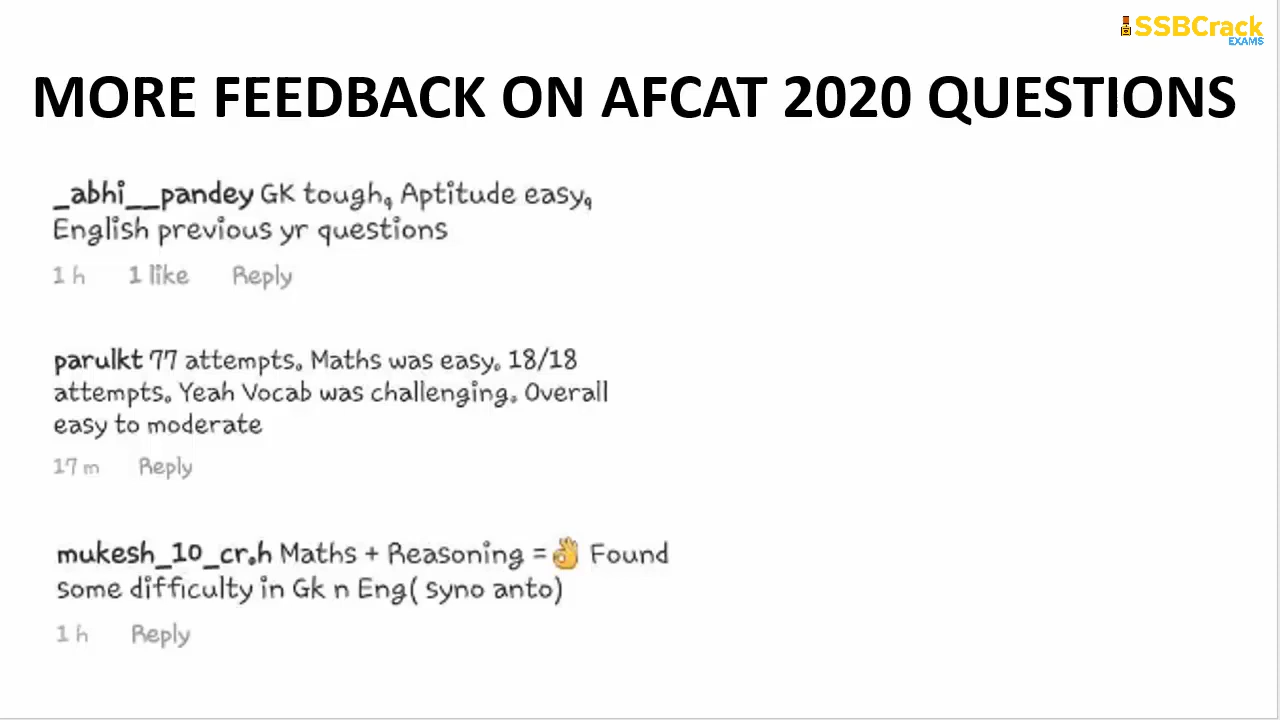 SSBCrack
EXAMS
MORE FEEDBACK ON AFCAT 2020 QUESTIONS
_abhi__pandey GK tough, Aptitude easy,
English previous yr questions
1 h 1 like Reply
parulkt 77 attempts. Maths was easy. 18/18
attempts. Yeah Vocab was challenging. Overall
easy to moderate
17 m Reply
mukesh_10_cr.h Maths + Reasoning =👌 Found
some difficulty in Gk n Eng( syno anto)
1 h Reply